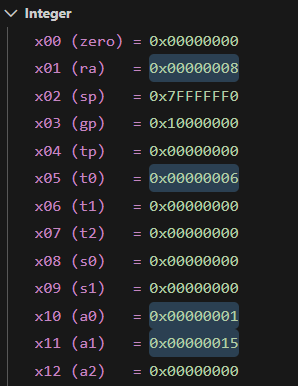 Integer
x00 (zero) = 0x00000000
x01 (ra) = 0x00000008
x02 (sp) = 0x7FFFFFF0
x03 (gp) = 0x10000000
x04 (tp) = 0x00000000
x05 (t0) = 0x00000006
x06 (t1) = 0x00000000
x07 (t2) = 0x00000000
x08 (s0) = 0x00000000
x09 (s1) = 0x00000000
x10 (a0) = 0x00000001
x11 (a1) = 0x00000015
x12 (a2) = 0x00000000